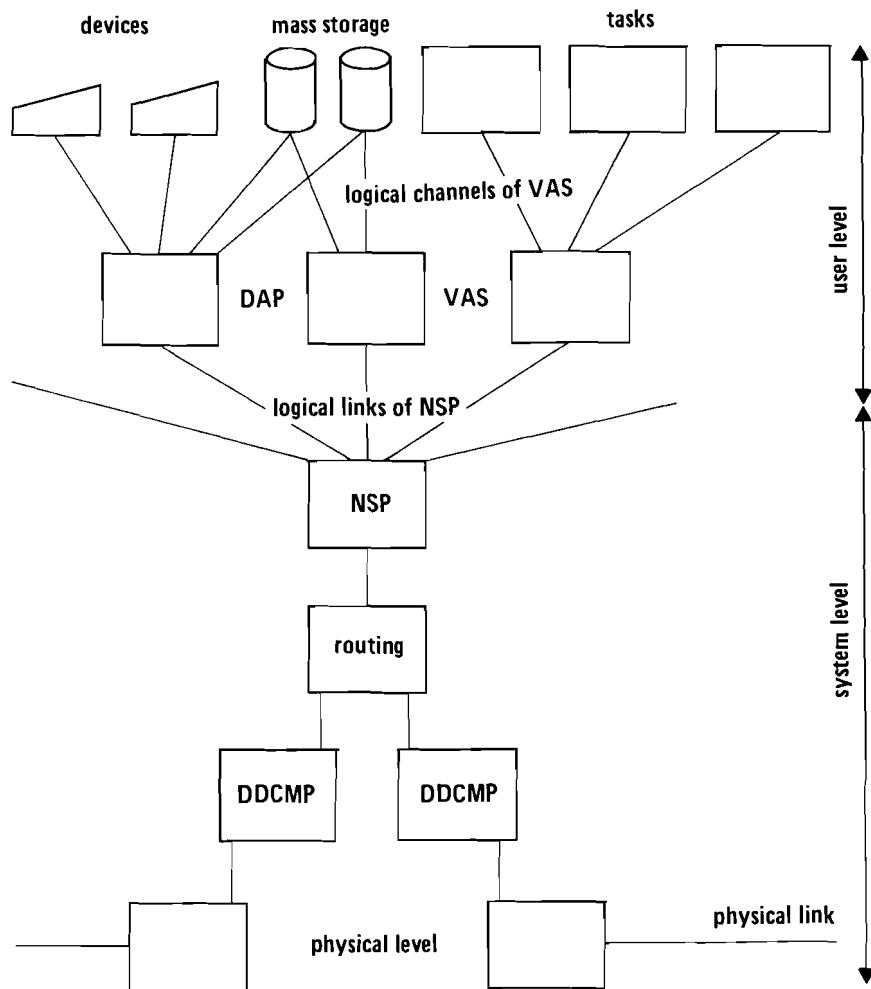 devices
mass storage
tasks
logical channels of VAS
user level
DAP
VAS
logical links of NSP
NSP
routing
system level
DDCMP
DDCMP
physical level
physical link